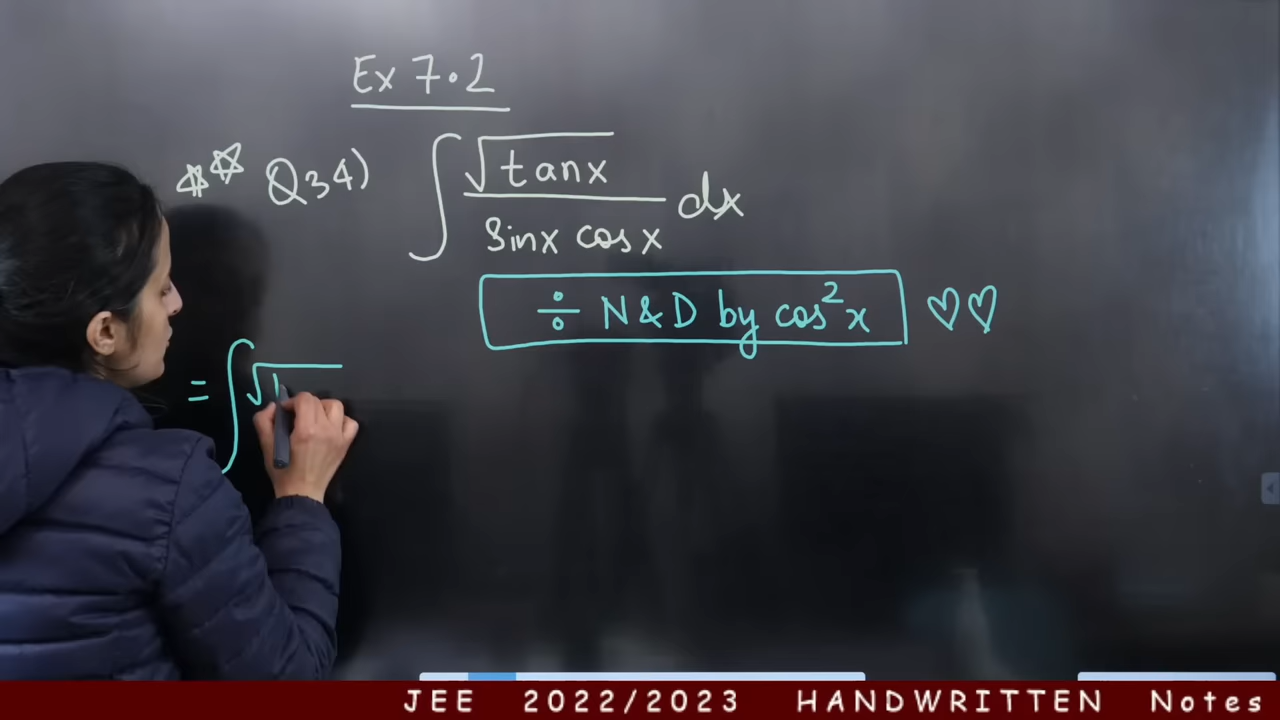 Ex 7.2
Q34) ∫ √tanx / sinx cosx dx
÷ N & D by cos²x ♡♡
= ∫ √
JEE 2022/2023 HANDWRITTEN Notes